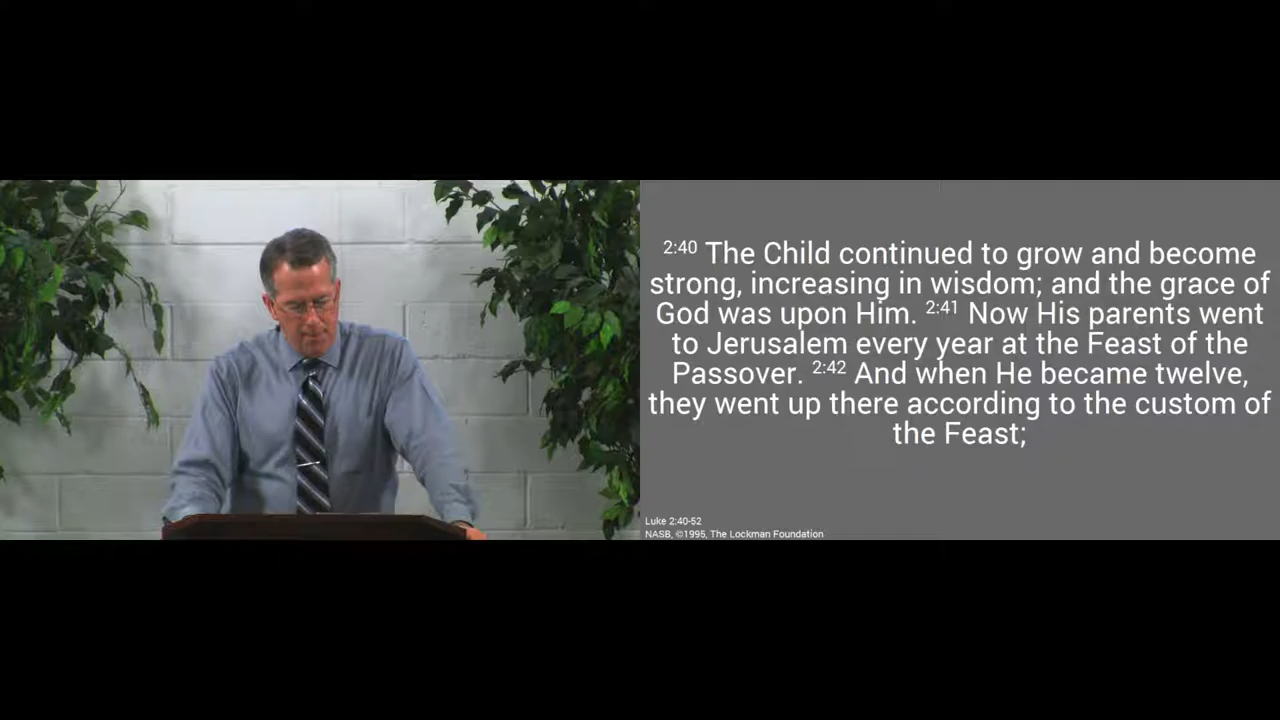 2:40 The Child continued to grow and become
strong, increasing in wisdom; and the grace of
God was upon Him. 2:41 Now His parents went
to Jerusalem every year at the Feast of the
Passover. 2:42 And when He became twelve,
they went up there according to the custom of
the Feast;
Luke 2:40-52
NASB, ©1995, The Lockman Foundation